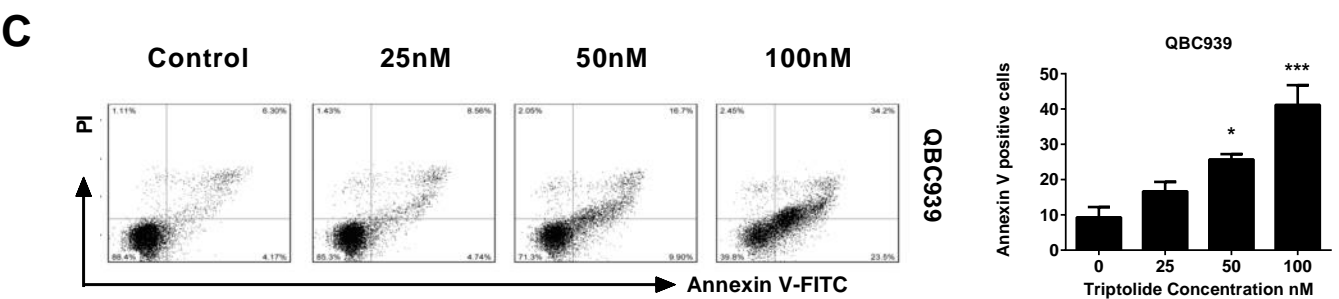 C
Control 25nM 50nM 100nM
PI
1.11% 6.30%
88.4% 4.17%
1.43% 8.56%
85.3% 4.74%
2.05% 16.7%
71.3% 9.90%
2.45% 34.2%
39.8% 23.5%
QBC939
Annexin V-FITC
QBC939
Annexin V positive cells
50
40
30
20
10
0
*
***
0 25 50 100
Triptolide Concentration nM